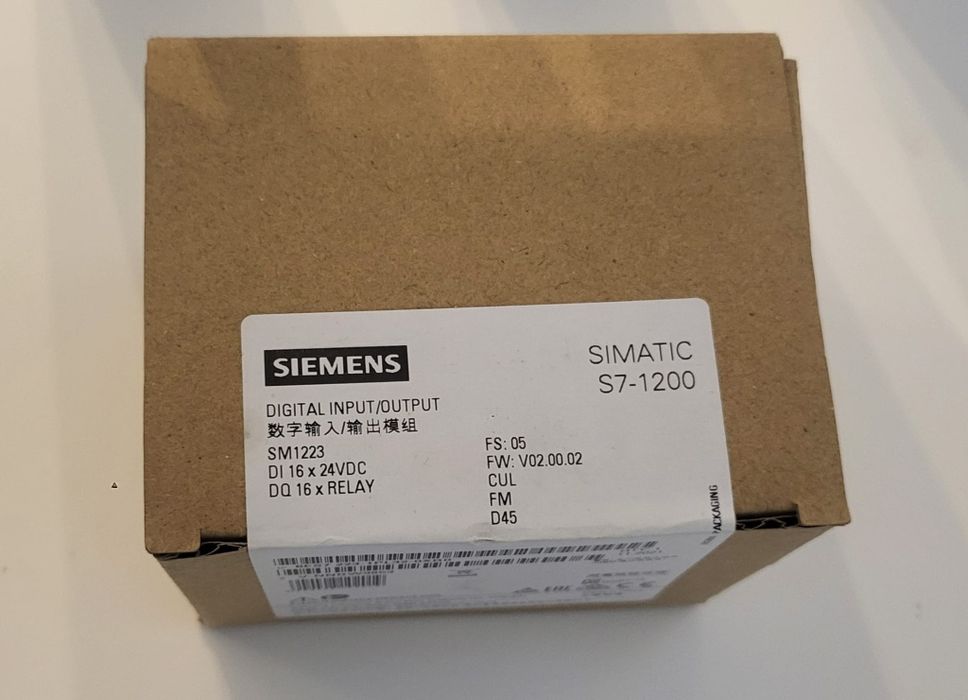 SIEMENS
SIMATIC
S7-1200
DIGITAL INPUT/OUTPUT
数字输入/输出模组
SM1223
DI 16 x 24VDC
DQ 16 x RELAY
FS: 05
FW: V02.00.02
CUL
FM
D45
PACKAGING